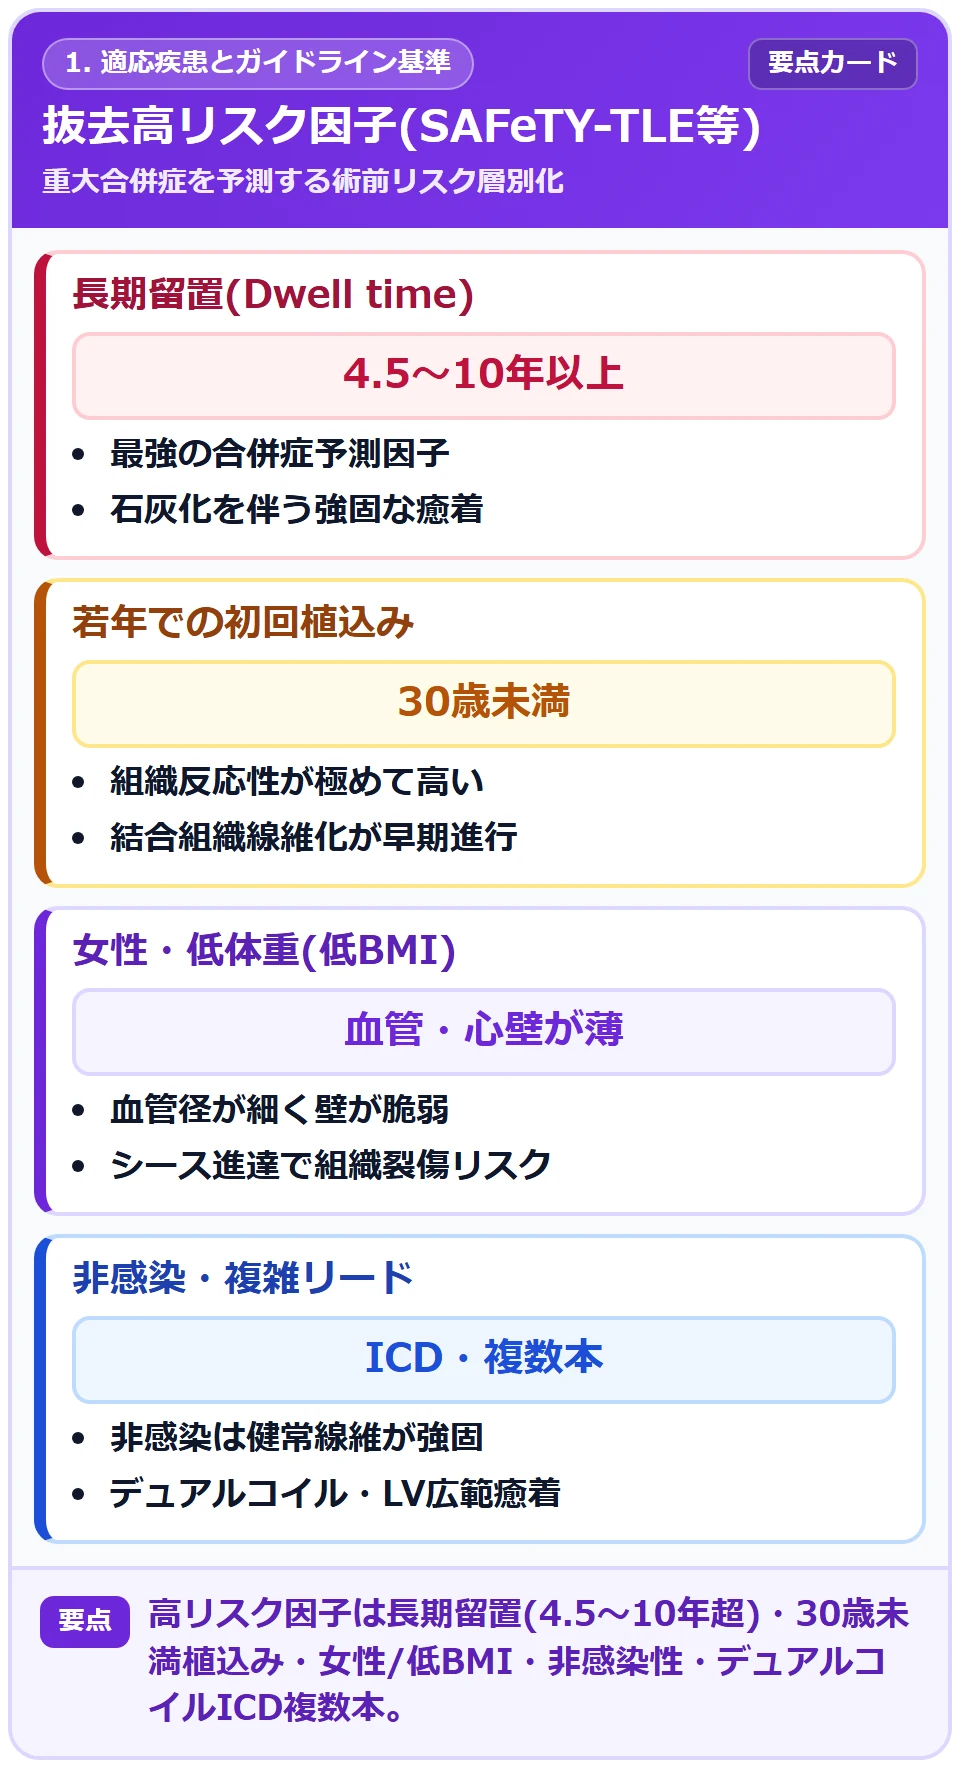 1. 適応疾患とガイドライン基準
要点カード
抜去高リスク因子(SAFeTY-TLE等)
重大合併症を予測する術前リスク層別化
長期留置(Dwell time)
4.5～10年以上
• 最強の合併症予測因子
• 石灰化を伴う強固な癒着
若年での初回植込み
30歳未満
• 組織反応性が極めて高い
• 結合組織線維化が早期進行
女性・低体重(低BMI)
血管・心壁が薄
• 血管径が細く壁が脆弱
• シース進達で組織裂傷リスク
非感染・複雑リード
ICD・複数本
• 非感染は健常線維が強固
• デュアルコイル・LV広範癒着
要点
高リスク因子は長期留置(4.5～10年超)・30歳未
満植込み・女性/低BMI・非感染性・デュアルコ
イルICD複数本。